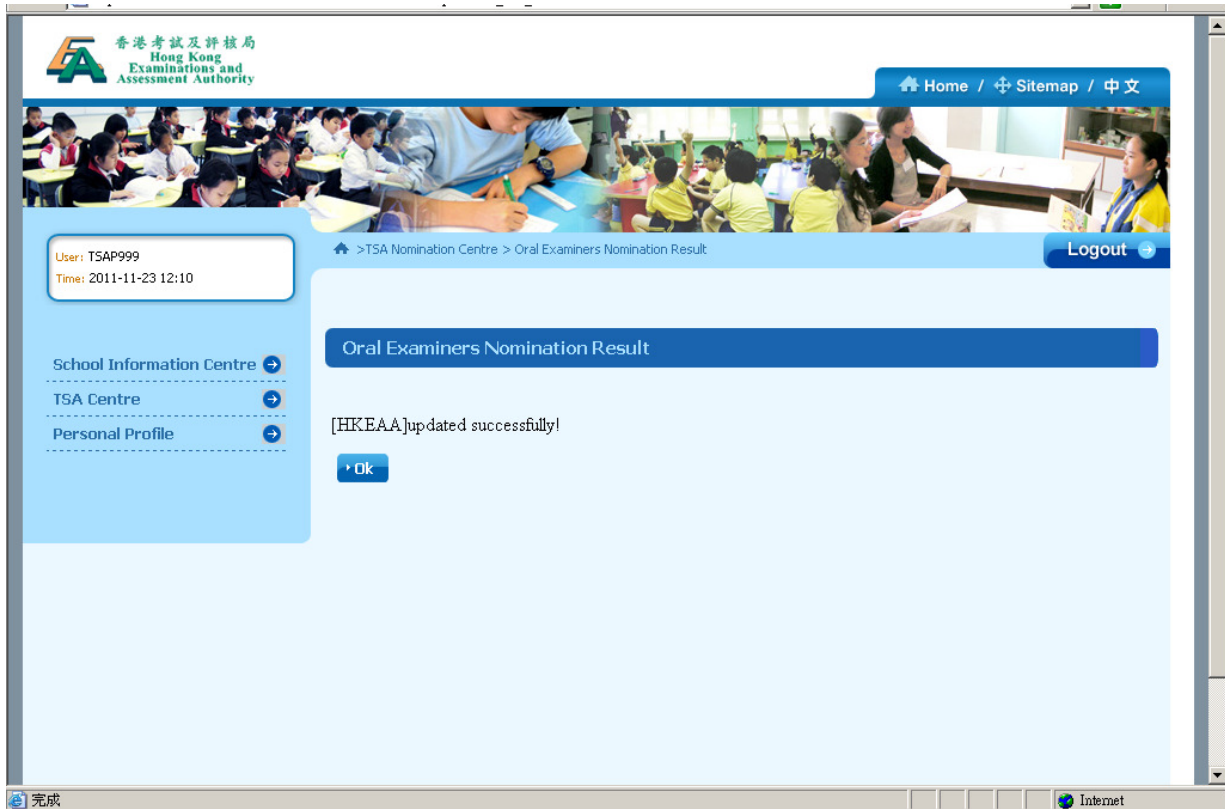 香港考試及評核局
Hong Kong
Examinations and
Assessment Authority
Home / Sitemap / 中文
User: TSAP999
Time: 2011-11-23 12:10
>TSA Nomination Centre > Oral Examiners Nomination Result
Logout
School Information Centre
TSA Centre
Personal Profile
Oral Examiners Nomination Result
[HKEAA]updated successfully!
Ok
完成
Internet